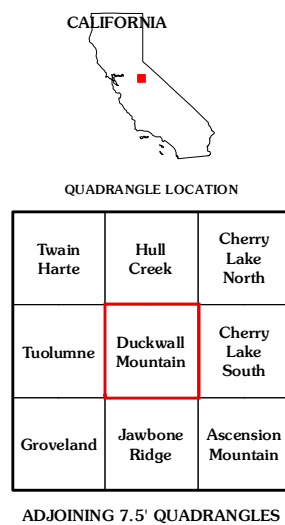 CALIFORNIA
QUADRANGLE LOCATION
Twain
Harte
Hull
Creek
Cherry
Lake
North
Tuolumne
Duckwall
Mountain
Cherry
Lake
South
Groveland
Jawbone
Ridge
Ascension
Mountain
ADJOINING 7.5' QUADRANGLES